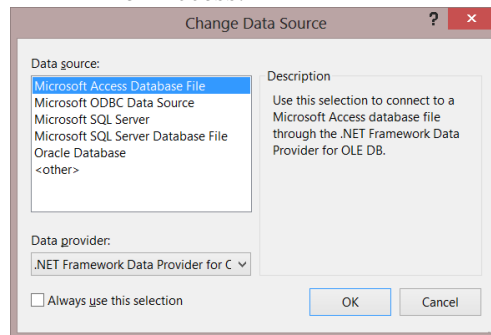 Change Data Source
?
×
Data source:
Microsoft Access Database File
Microsoft ODBC Data Source
Microsoft SQL Server
Microsoft SQL Server Database File
Oracle Database
<other>
Description
Use this selection to connect to a
Microsoft Access database file
through the .NET Framework Data
Provider for OLE DB.
Data provider:
.NET Framework Data Provider for
Always use this selection
OK
Cancel